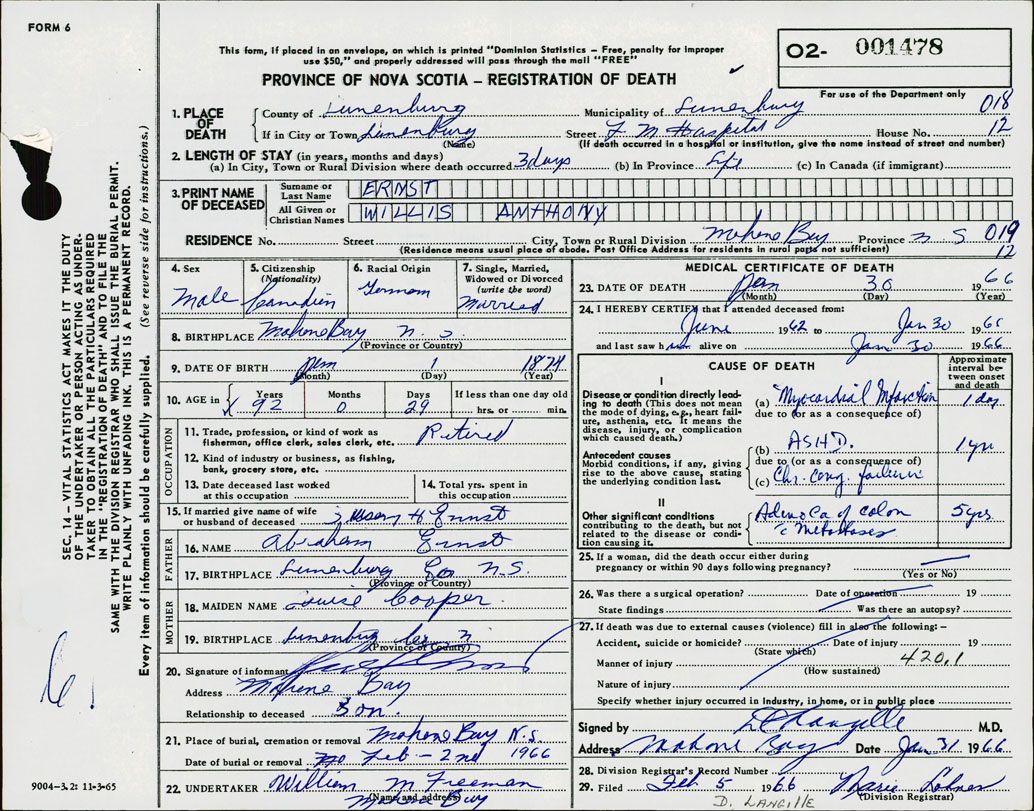 FORM 6
This form, if placed in an envelope, on which is printed "Dominion Statistics — Free, penalty for improper
use $50," and properly addressed will pass through the mail "FREE"
O2- 001478
PROVINCE OF NOVA SCOTIA — REGISTRATION OF DEATH
For use of the Department only
1. PLACE OF DEATH
County of Lunenburg Municipality of Lunenburg 018
If in City or Town Lunenburg Street F. M. Hospital House No. 12
(Name) (If death occurred in a hospital or institution, give the name instead of street and number)
2. LENGTH OF STAY (in years, months and days)
(a) In City, Town or Rural Division where death occurred 3 days (b) In Province Life (c) In Canada (if immigrant)
3. PRINT NAME OF DECEASED
Surname or Last Name ERNST
All Given or Christian Names WILLIS ANTHONY
RESIDENCE No. Street City, Town or Rural Division Mahone Bay Province N S 019
(Residence means usual place of abode. Post Office Address for residents in rural parts not sufficient) 12
4. Sex Male
5. Citizenship (Nationality) Canadian
6. Racial Origin German
7. Single, Married, Widowed or Divorced (write the word) Married
8. BIRTHPLACE Mahone Bay N. S.
(Province or Country)
9. DATE OF BIRTH Jan 1 1874
(Month) (Day) (Year)
10. AGE in Years Months Days If less than one day old
92 0 29 hrs. or min.
OCCUPATION
11. Trade, profession, or kind of work as fisherman, office clerk, sales clerk, etc. Retired
12. Kind of industry or business, as fishing, bank, grocery store, etc.
13. Date deceased last worked at this occupation
14. Total yrs. spent in this occupation
15. If married give name of wife or husband of deceased H Ernst
FATHER
16. NAME Abraham Ernst
17. BIRTHPLACE Lunenburg Co N.S.
(Province or Country)
MOTHER
18. MAIDEN NAME Louise Cooper
19. BIRTHPLACE Lunenburg Co n
(Province or Country)
20. Signature of informant
Address Mahone Bay
Relationship to deceased Son.
21. Place of burial, cremation or removal Mahone Bay N.S.
Date of burial or removal Feb - 2nd 1966
22. UNDERTAKER William M Freeman
(Name and address) Mahone Bay
MEDICAL CERTIFICATE OF DEATH
23. DATE OF DEATH Jan 30 1966
(Month) (Day) (Year)
24. I HEREBY CERTIFY that I attended deceased from:
June 1962 to Jan 30 196
and last saw him alive on Jan 30 1966
CAUSE OF DEATH
Approximate interval between onset and death
I
Disease or condition directly leading to death (This does not mean the mode of dying, e.g., heart failure, asthenia, etc. It means the disease, injury, or complication which caused death.)
(a) Myocardial Infarction 1 day
due to (or as a consequence of)
Antecedent causes
Morbid conditions, if any, giving rise to the above cause, stating the underlying condition last.
(b) ASHD. 1 yr
due to (or as a consequence of)
(c) Chr. cong. failure
II
Other significant conditions contributing to the death, but not related to the disease or condition causing it.
Adeno Ca of colon 5 yrs
c Metastases
25. If a woman, did the death occur either during pregnancy or within 90 days following pregnancy?
(Yes or No)
26. Was there a surgical operation? Date of operation 19
State findings Was there an autopsy?
27. If death was due to external causes (violence) fill in also the following:—
Accident, suicide or homicide? Date of injury 19
(State which)
Manner of injury 420.1
(How sustained)
Nature of injury
Specify whether injury occurred in industry, in home, or in public place
Signed by D Langille M.D.
Address Mahone Bay Date Jan 31 1966
28. Division Registrar's Record Number
29. Filed Feb 5 1966 Marie Lohnes
(Division Registrar)
D. LANGILLE
SEC. 14 — VITAL STATISTICS ACT MAKES IT THE DUTY
OF THE UNDERTAKER OR PERSON ACTING AS UNDER-
TAKER TO OBTAIN ALL THE PARTICULARS REQUIRED
IN THE "REGISTRATION OF DEATH" AND TO FILE THE
SAME WITH THE DIVISION REGISTRAR WHO SHALL ISSUE THE BURIAL PERMIT.
WRITE PLAINLY WITH UNFADING INK. THIS IS A PERMANENT RECORD.
Every item of information should be carefully supplied. (See reverse side for instructions.)
9004-3.2: 11-3-65